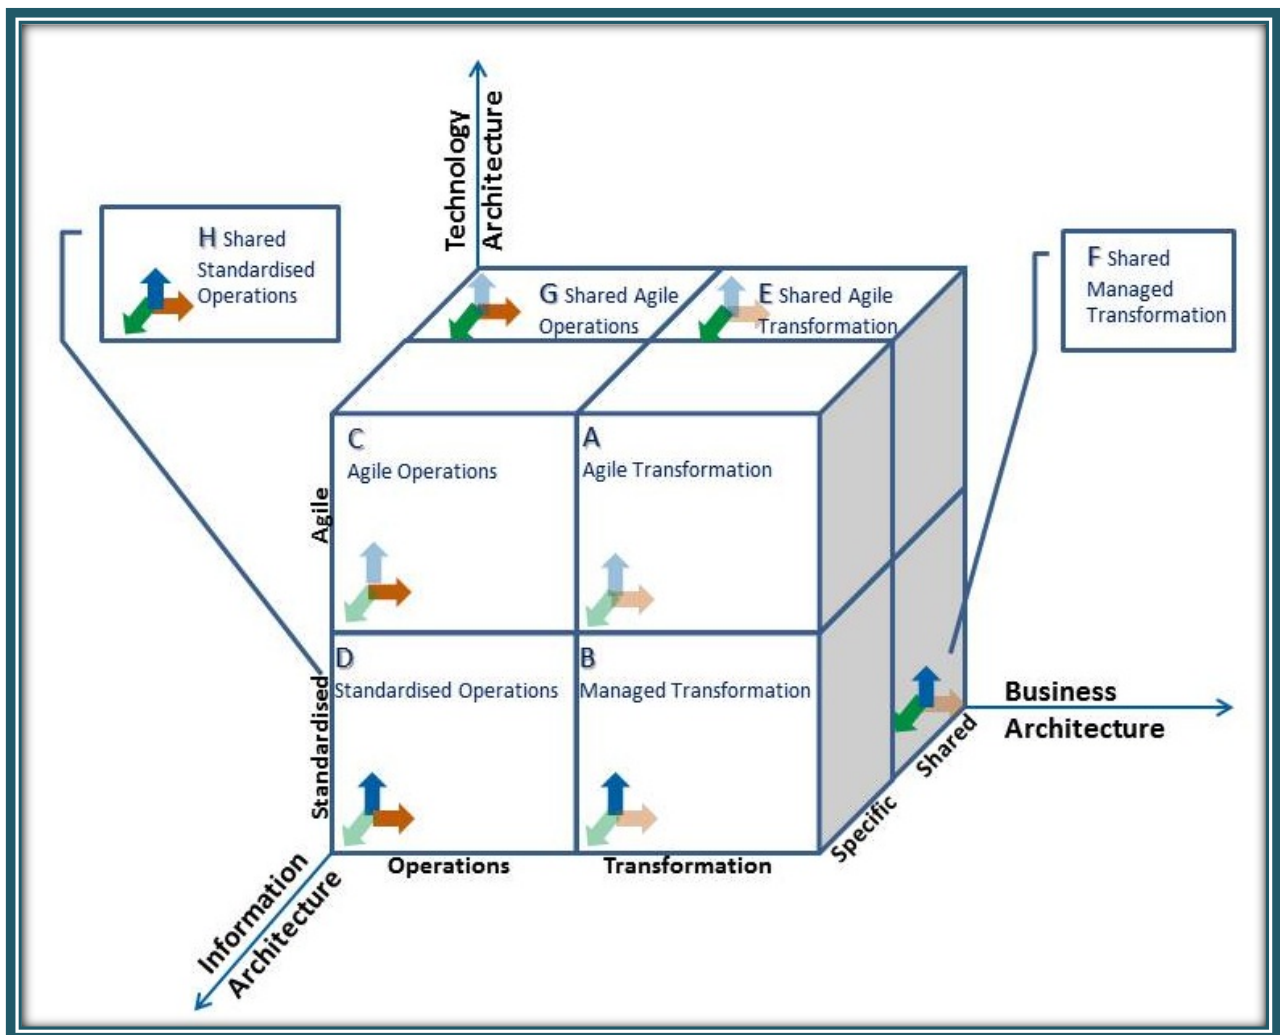 Technology
Architecture
H Shared
Standardised
Operations
F Shared
Managed
Transformation
G Shared Agile
Operations
E Shared Agile
Transformation
C
Agile Operations
A
Agile Transformation
Agile
D
Standardised Operations
B
Managed Transformation
Standardised
Business
Architecture
Shared
Specific
Operations
Transformation
Information
Architecture